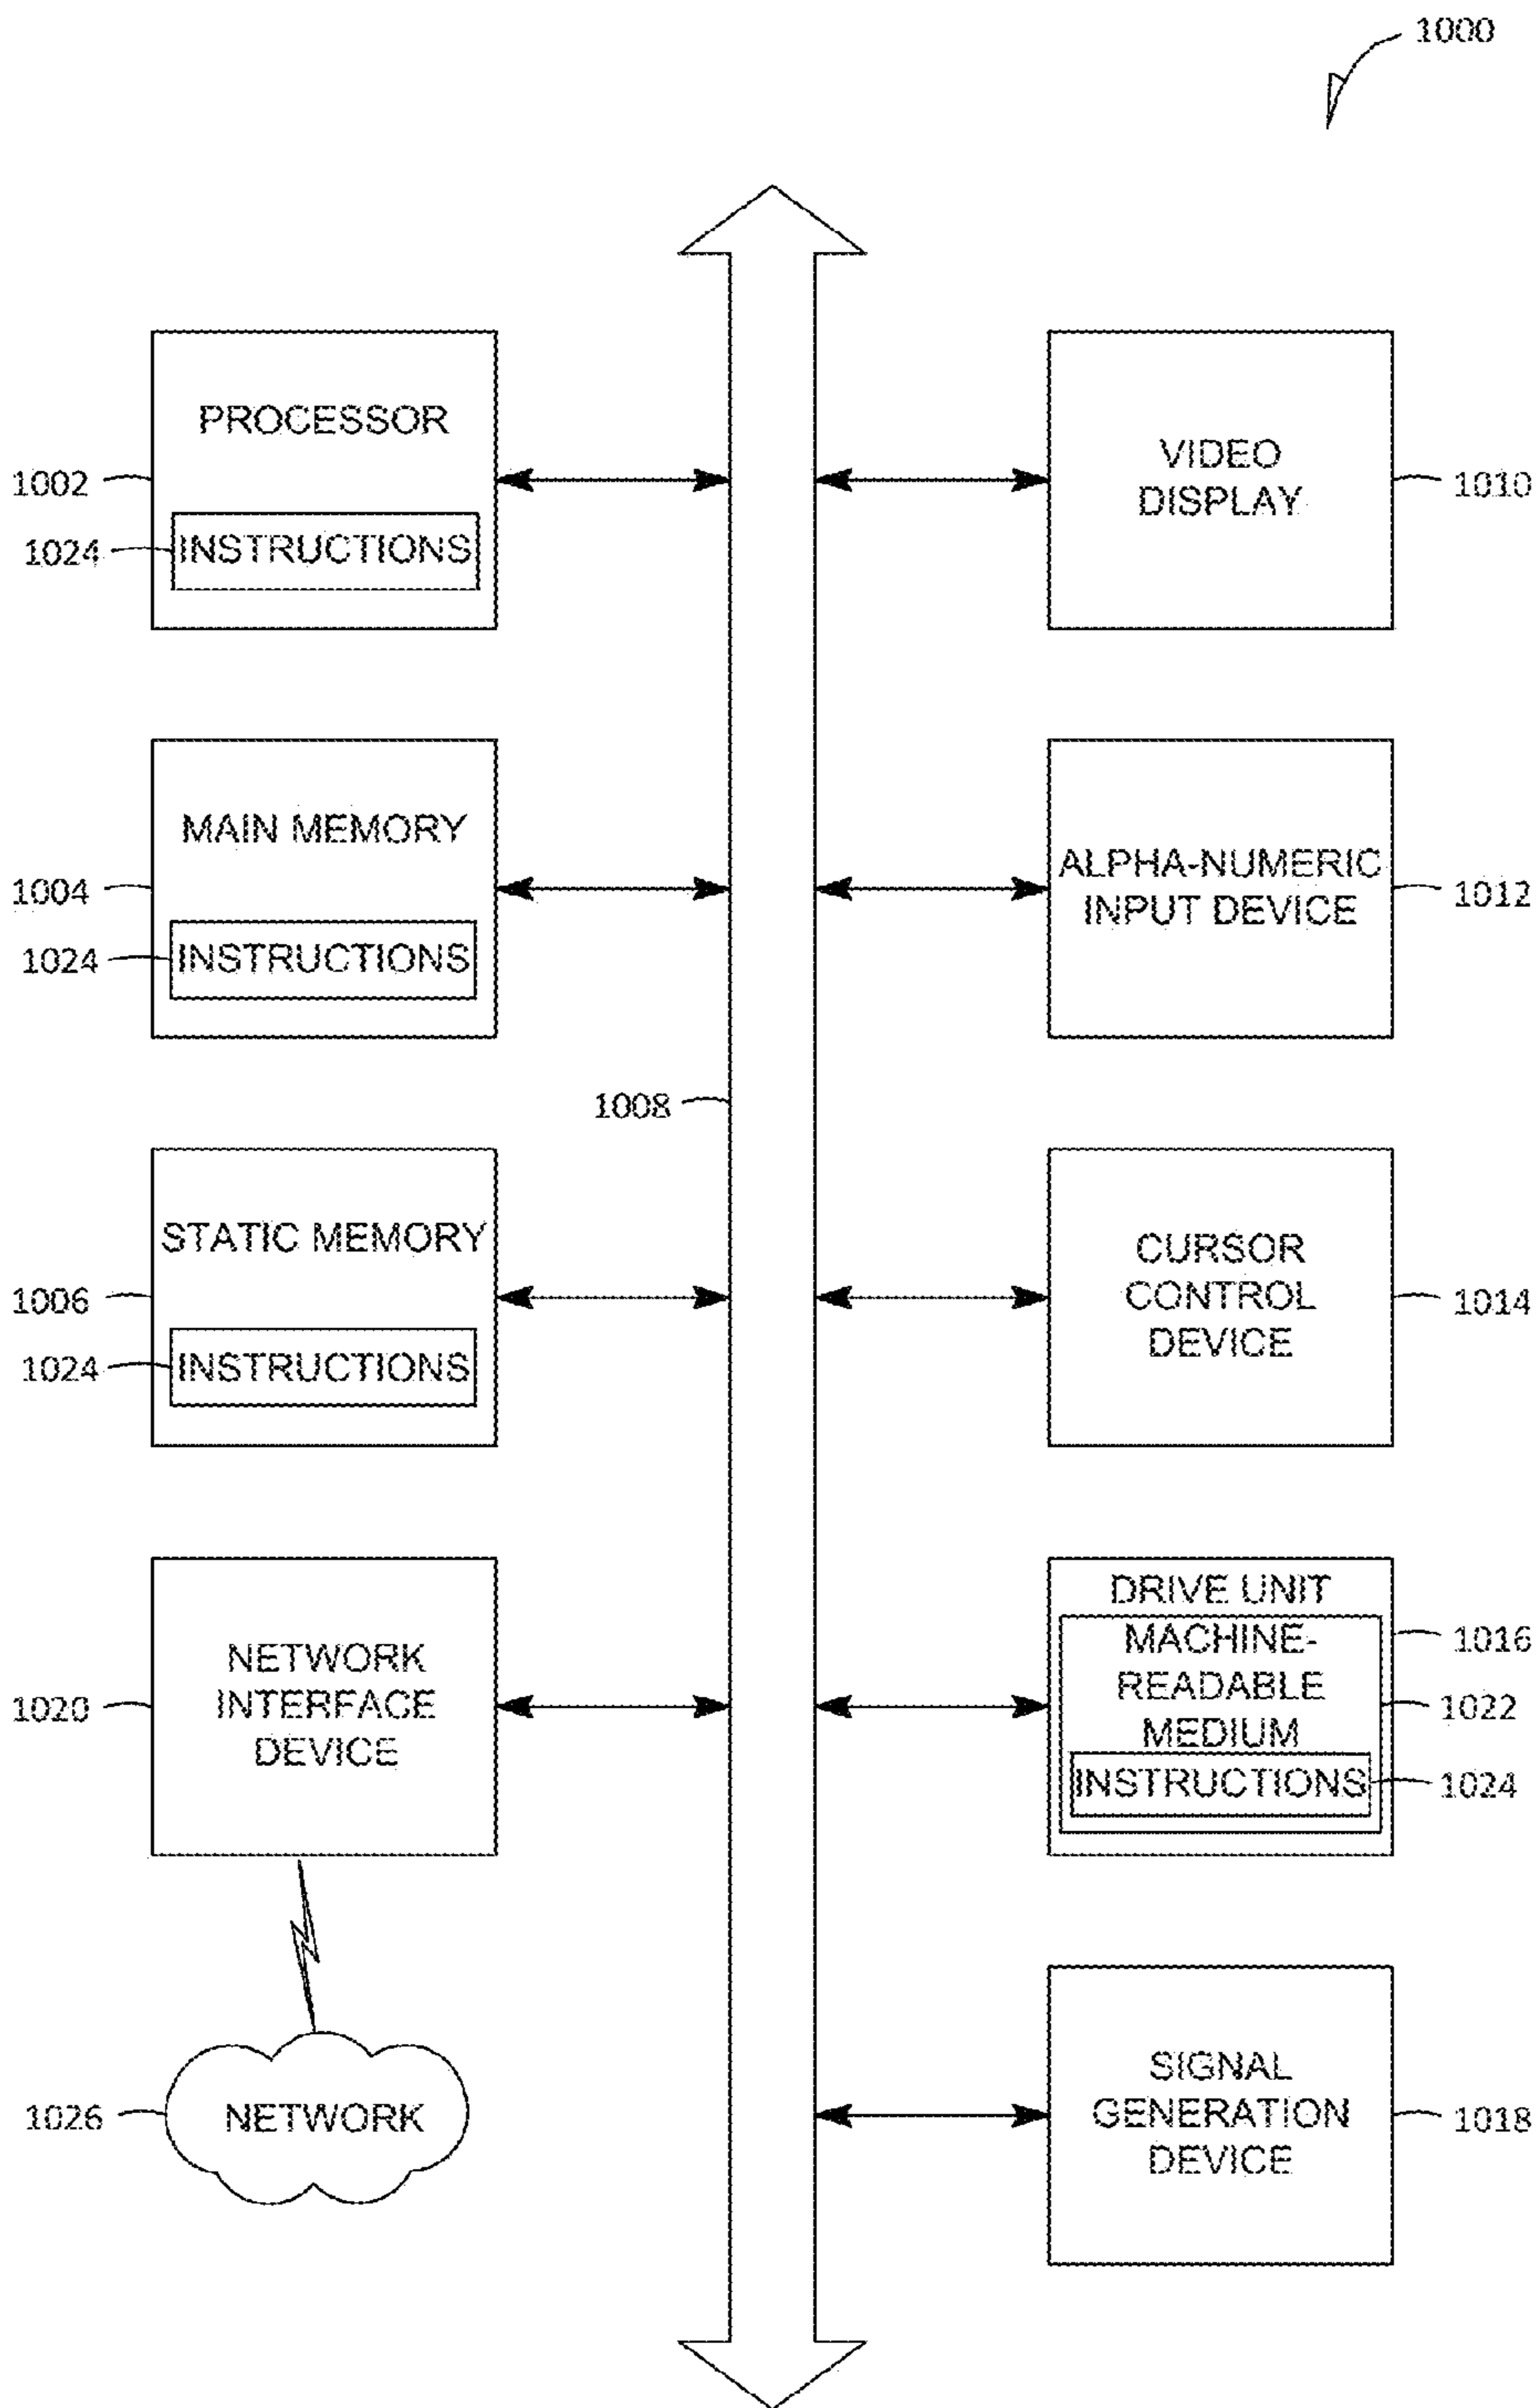 1000
PROCESSOR
1002
1024
INSTRUCTIONS
VIDEO
DISPLAY
1010
MAIN MEMORY
1004
1024
INSTRUCTIONS
ALPHA-NUMERIC
INPUT DEVICE
1012
1008
STATIC MEMORY
1006
1024
INSTRUCTIONS
CURSOR
CONTROL
DEVICE
1014
NETWORK
INTERFACE
DEVICE
1020
DRIVE UNIT
MACHINE-
READABLE
MEDIUM
INSTRUCTIONS
1016
1022
1024
1026
NETWORK
SIGNAL
GENERATION
DEVICE
1018